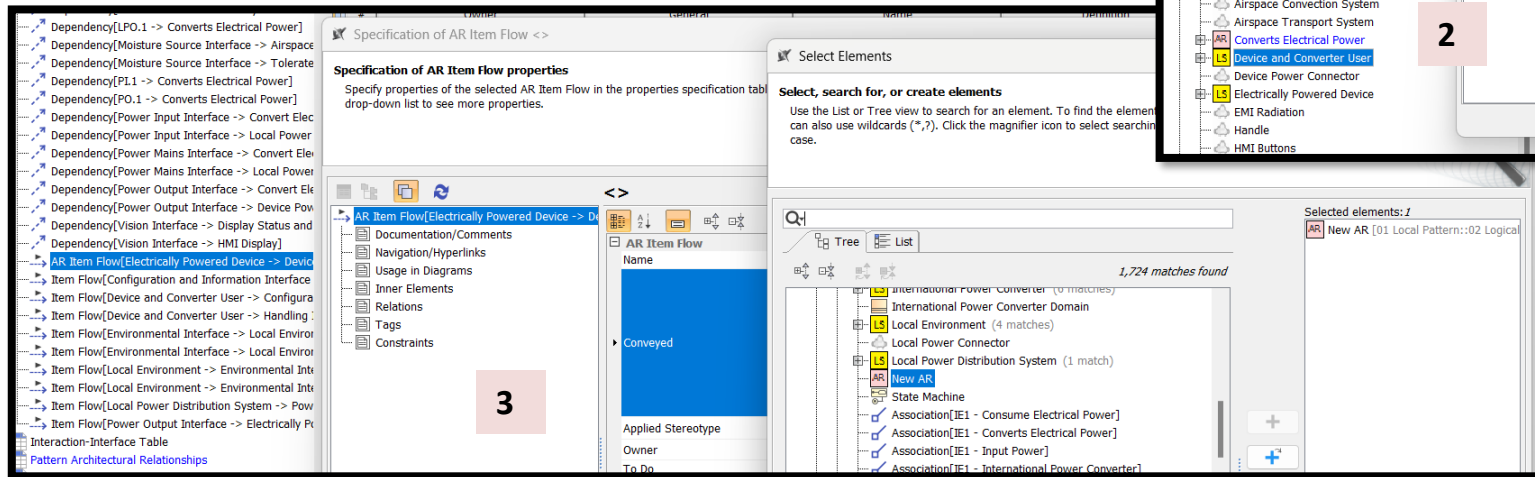 Dependency[LPO.1 -> Converts Electrical Power]
Dependency[Moisture Source Interface -> Airspace
Dependency[Moisture Source Interface -> Tolerate
Dependency[PI.1 -> Converts Electrical Power]
Dependency[PO.1 -> Converts Electrical Power]
Dependency[Power Input Interface -> Convert Elec
Dependency[Power Input Interface -> Local Power
Dependency[Power Mains Interface -> Convert Ele
Dependency[Power Mains Interface -> Local Power
Dependency[Power Output Interface -> Convert Ele
Dependency[Power Output Interface -> Device Pow
Dependency[Vision Interface -> Display Status and
Dependency[Vision Interface -> HMI Display]
AR Item Flow[Electrically Powered Device -> Device
Item Flow[Configuration and Information Interface
Item Flow[Device and Converter User -> Configura
Item Flow[Device and Converter User -> Handling
Item Flow[Environmental Interface -> Local Enviror
Item Flow[Environmental Interface -> Local Enviror
Item Flow[Local Environment -> Environmental Inte
Item Flow[Local Environment -> Environmental Inte
Item Flow[Local Power Distribution System -> Pow
Item Flow[Power Output Interface -> Electrically Po
Interaction-Interface Table
Pattern Architectural Relationships
# Owner General Name Definition
Specification of AR Item Flow <>
Specification of AR Item Flow properties
Specify properties of the selected AR Item Flow in the properties specification tabl
drop-down list to see more properties.
<>
AR Item Flow[Electrically Powered Device -> De
Documentation/Comments
Navigation/Hyperlinks
Usage in Diagrams
Inner Elements
Relations
Tags
Constraints
3
AR Item Flow
Name
Conveyed
Applied Stereotype
Owner
To Do
Select Elements
Select, search for, or create elements
Use the List or Tree view to search for an element. To find the element
can also use wildcards (*,?). Click the magnifier icon to select searchin
case.
Tree List
1,724 matches found
LS International Power Converter (6 matches)
International Power Converter Domain
LS Local Environment (4 matches)
Local Power Connector
LS Local Power Distribution System (1 match)
AR New AR
State Machine
Association[IE1 - Consume Electrical Power]
Association[IE1 - Converts Electrical Power]
Association[IE1 - Input Power]
Association[IE1 - International Power Converter]
Selected elements:1
AR New AR [01 Local Pattern::02 Logical
Airspace Convection System
Airspace Transport System
AR Converts Electrical Power
LS Device and Converter User
Device Power Connector
LS Electrically Powered Device
EMI Radiation
Handle
HMI Buttons
2